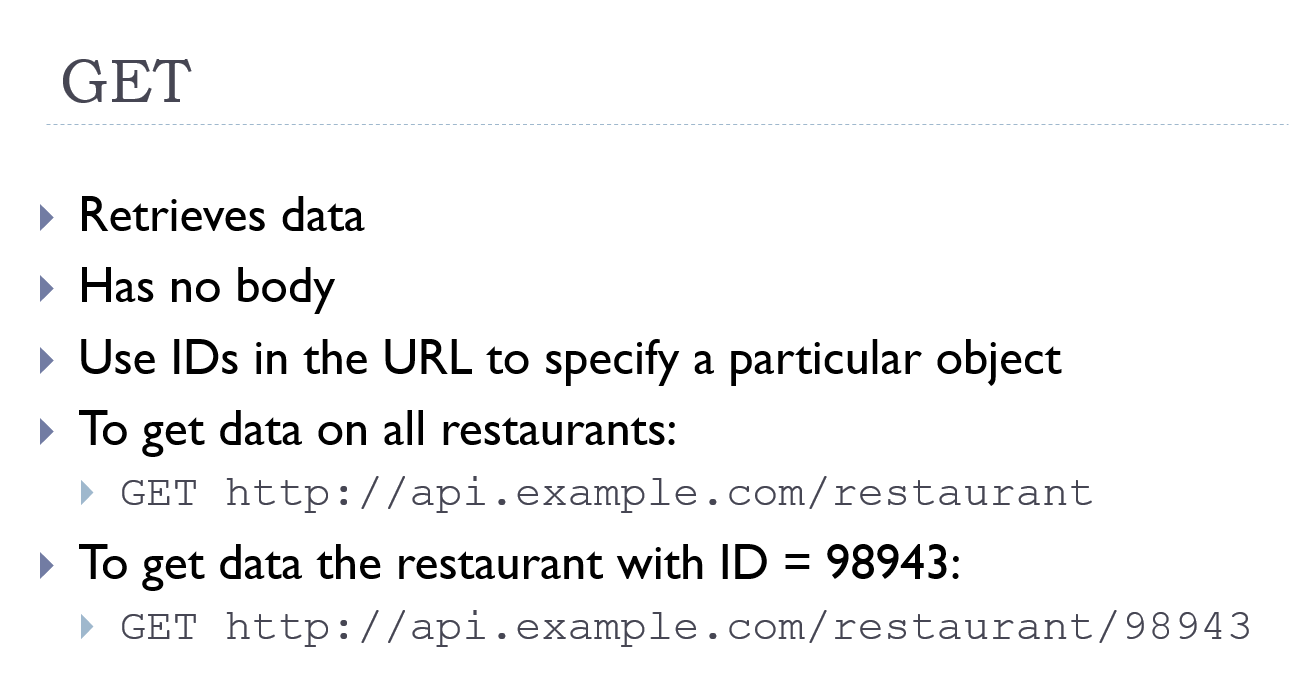 GET
Retrieves data
Has no body
Use IDs in the URL to specify a particular object
To get data on all restaurants:
GET http://api.example.com/restaurant
To get data the restaurant with ID = 98943:
GET http://api.example.com/restaurant/98943